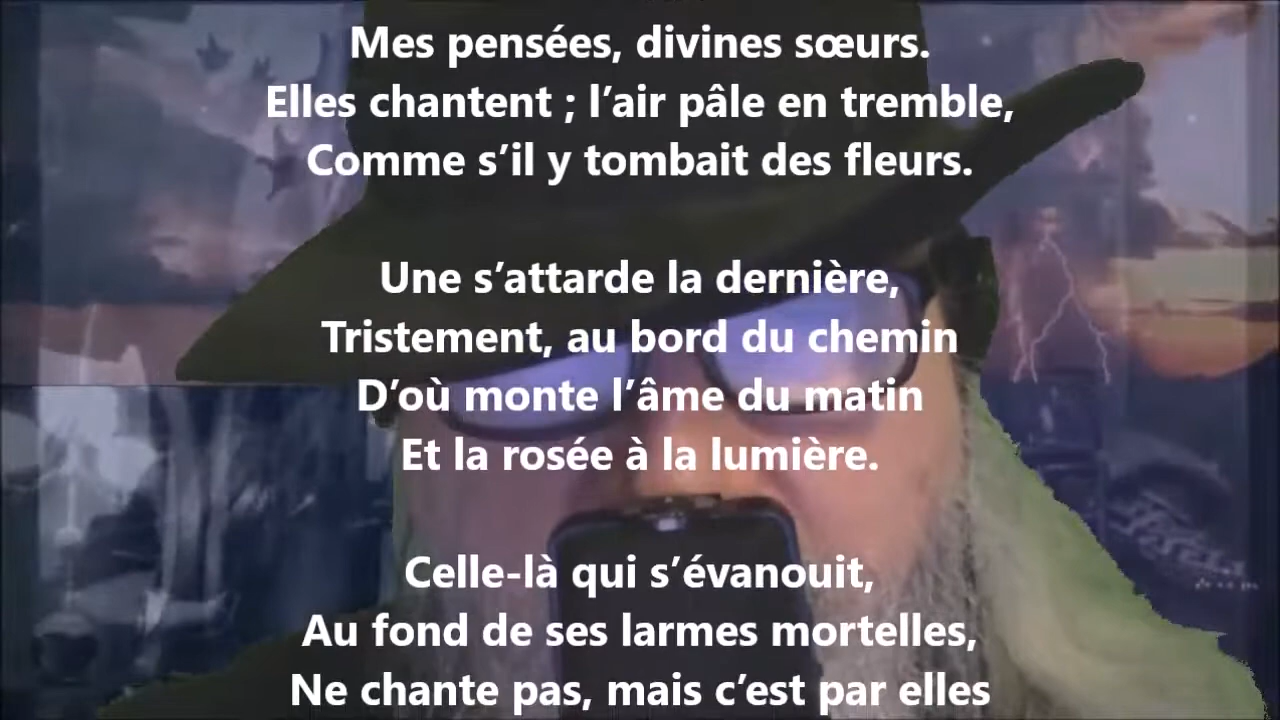 Mes pensées, divines sœurs.
Elles chantent ; l’air pâle en tremble,
Comme s’il y tombait des fleurs.
Une s’attarde la dernière,
Tristement, au bord du chemin
D’où monte l’âme du matin
Et la rosée à la lumière.
Celle-là qui s’évanouit,
Au fond de ses larmes mortelles,
Ne chante pas, mais c’est par elles